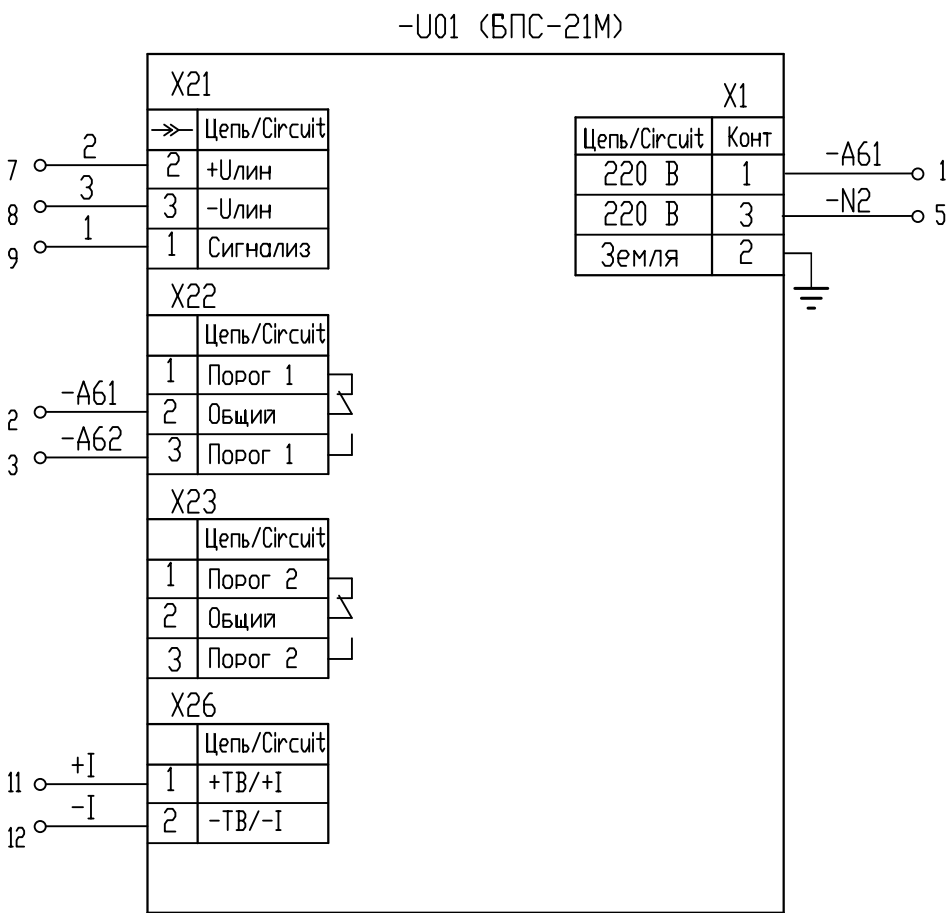 -U01 (БПС-21М)
X21
Цепь/Circuit
7 2 2 +Uлин
8 3 3 -Uлин
9 1 1 Сигнализ
X22
Цепь/Circuit
1 Порог 1
2 -A61 2 Общий
3 -A62 3 Порог 1
X23
Цепь/Circuit
1 Порог 2
2 Общий
3 Порог 2
X26
Цепь/Circuit
11 +I 1 +ТВ/+I
12 -I 2 -ТВ/-I
X1
Цепь/Circuit Конт
220 В 1 -A61 1
220 В 3 -N2 5
Земля 2